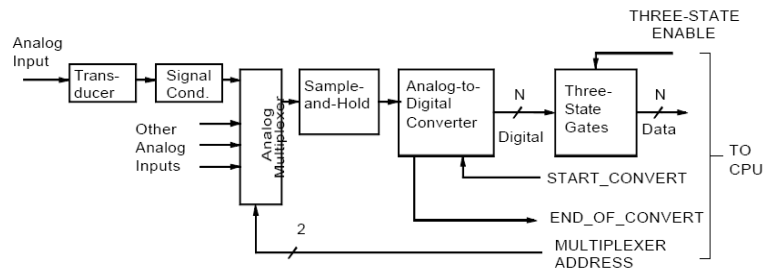 THREE-STATE
ENABLE
Analog
Input
Trans-
ducer
Signal
Cond.
Analog
Multiplexer
Sample-
and-Hold
Analog-to-
Digital
Converter
N
Digital
Three-
State
Gates
N
Data
Other
Analog
Inputs
TO
CPU
START_CONVERT
END_OF_CONVERT
2
MULTIPLEXER
ADDRESS